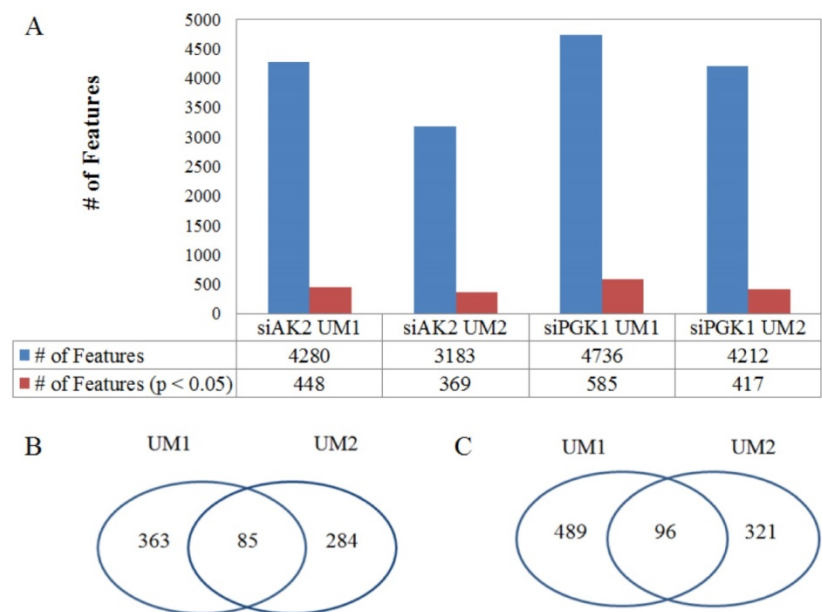 A
# of Features
5000
4500
4000
3500
3000
2500
2000
1500
1000
500
0
siAK2 UM1 siAK2 UM2 siPGK1 UM1 siPGK1 UM2
# of Features 4280 3183 4736 4212
# of Features (p < 0.05) 448 369 585 417
B
UM1 UM2
363 85 284
C
UM1 UM2
489 96 321